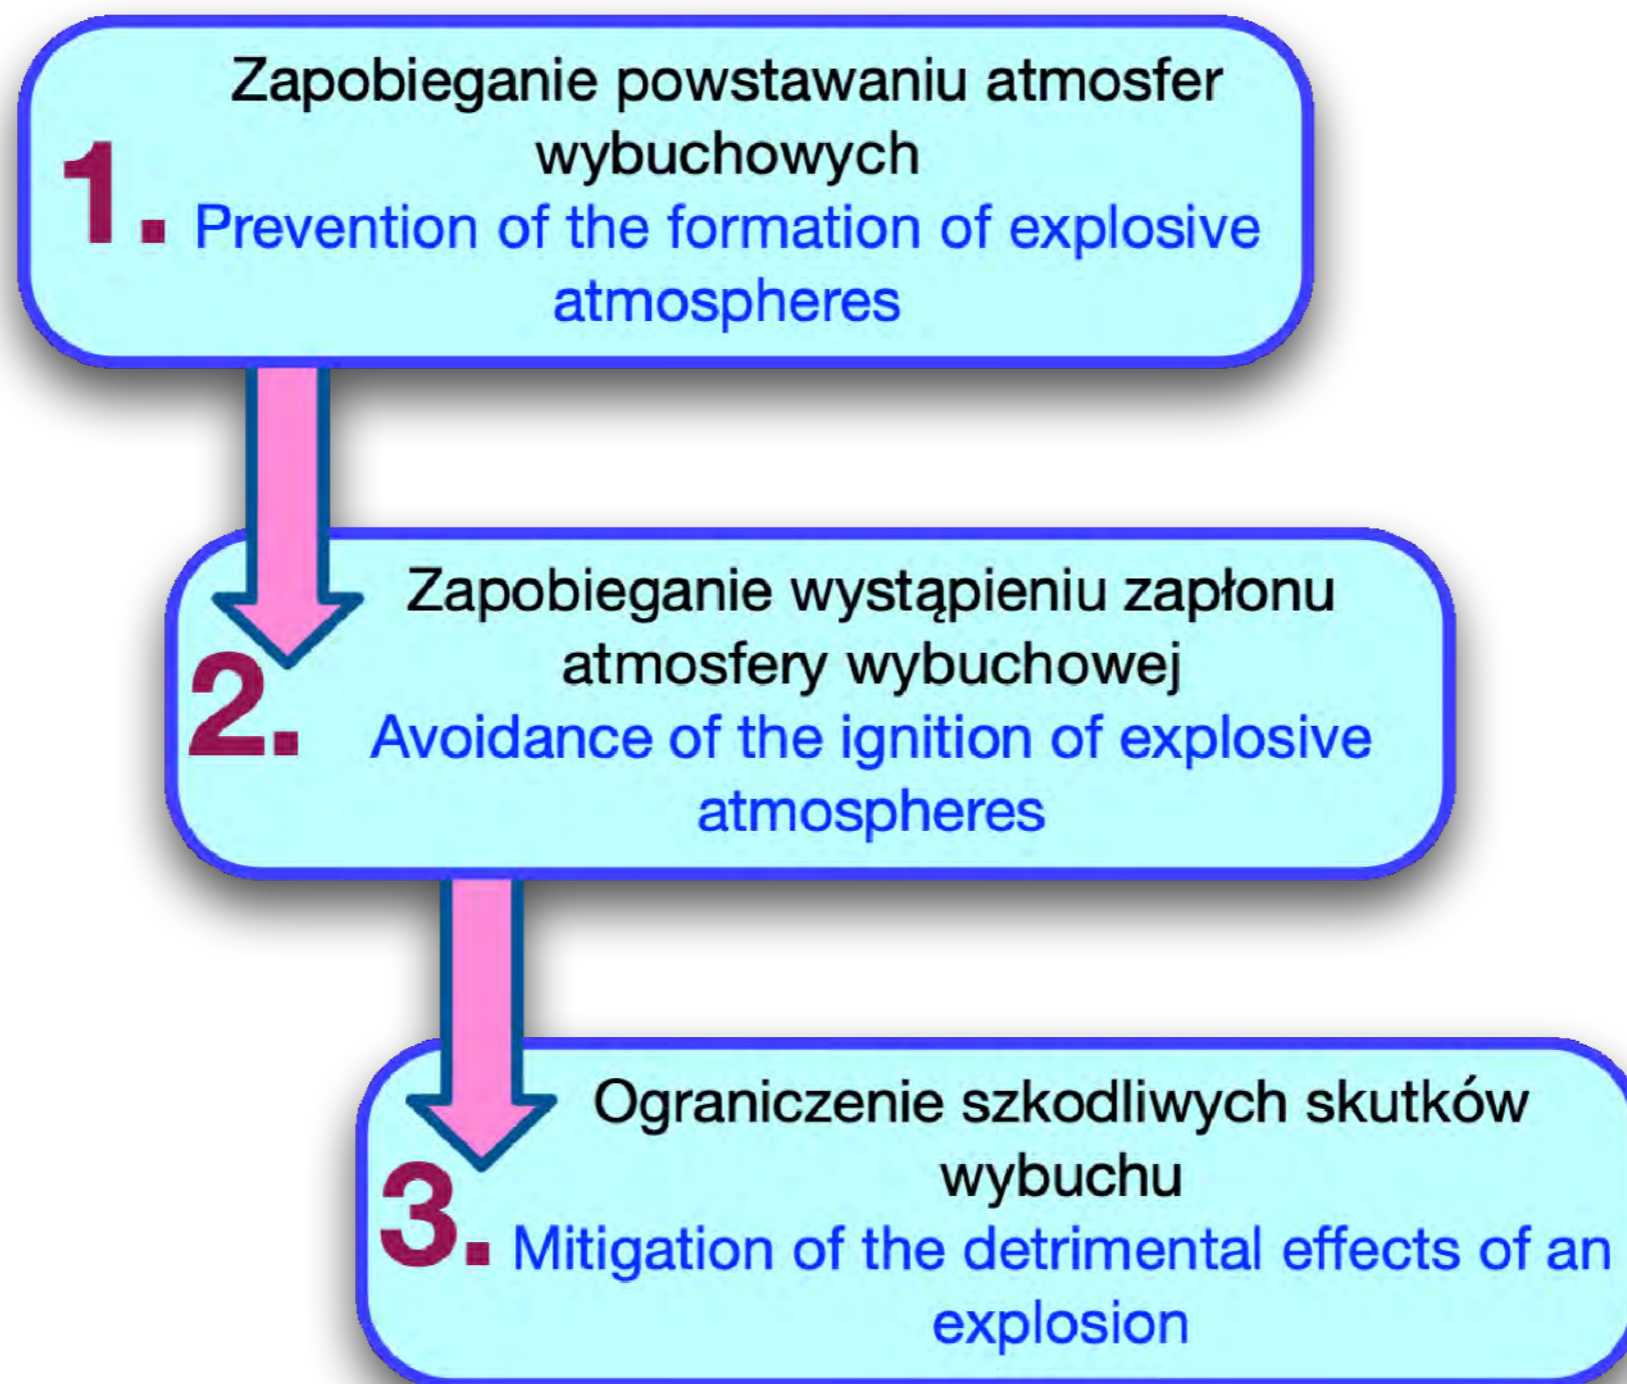 Zapobieganie powstawaniu atmosfer
wybuchowych
1.
Prevention of the formation of explosive
atmospheres
Zapobieganie wystąpieniu zapłonu
atmosfery wybuchowej
2.
Avoidance of the ignition of explosive
atmospheres
Ograniczenie szkodliwych skutków
wybuchu
3.
Mitigation of the detrimental effects of an
explosion